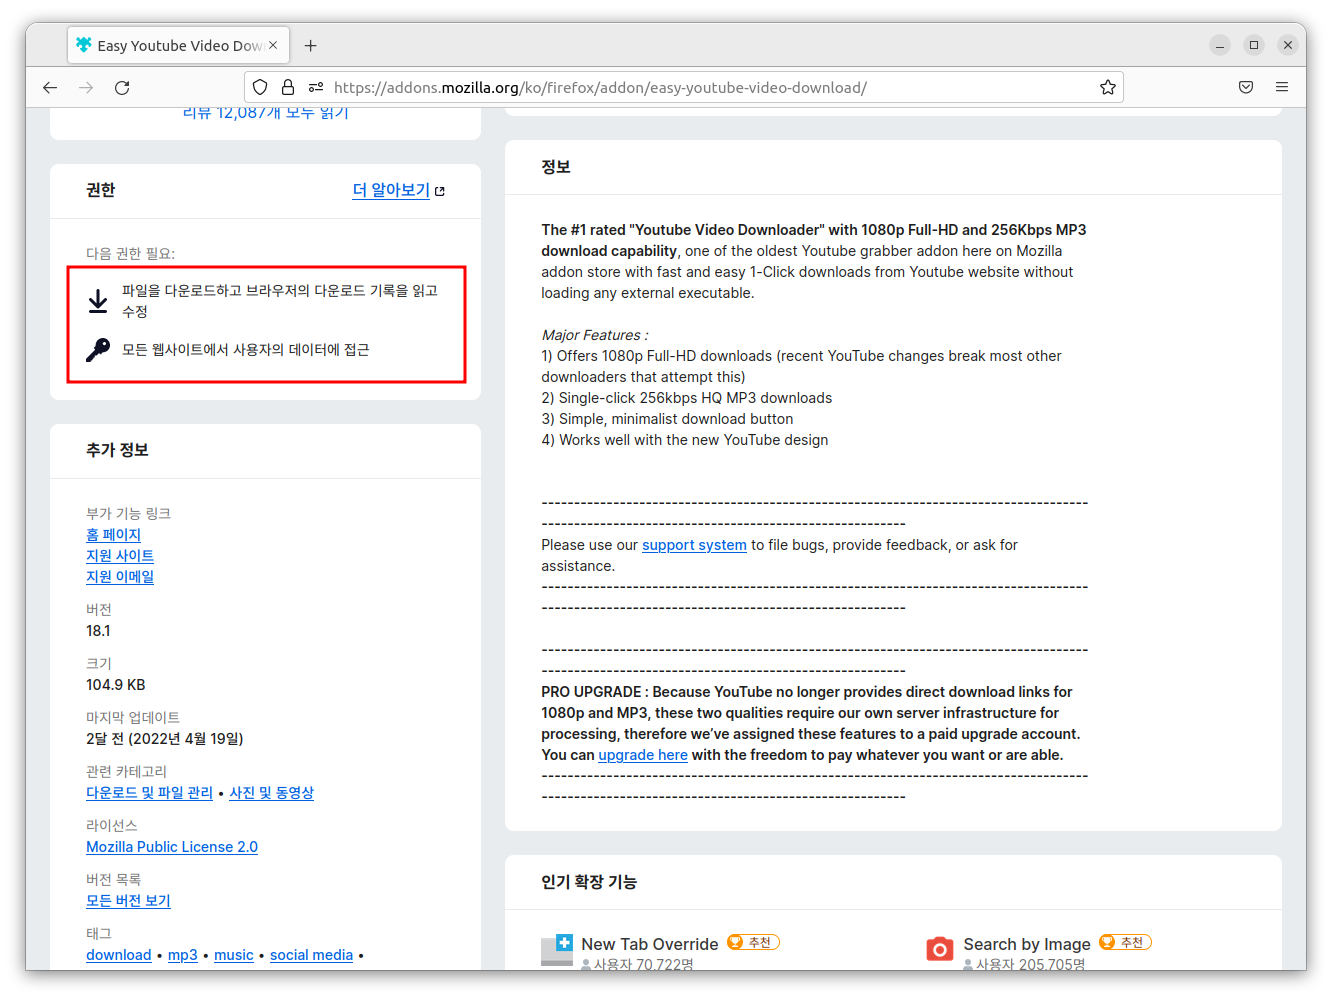 Easy Youtube Video Dow
https://addons.mozilla.org/ko/firefox/addon/easy-youtube-video-download/
리뷰 12,087개 모두 읽기
권한
더 알아보기
다음 권한 필요:
파일을 다운로드하고 브라우저의 다운로드 기록을 읽고
수정
모든 웹사이트에서 사용자의 데이터에 접근
추가 정보
부가 기능 링크
홈 페이지
지원 사이트
지원 이메일
버전
18.1
크기
104.9 KB
마지막 업데이트
2달 전 (2022년 4월 19일)
관련 카테고리
다운로드 및 파일 관리 • 사진 및 동영상
라이선스
Mozilla Public License 2.0
버전 목록
모든 버전 보기
태그
download • mp3 • music • social media •
정보
The #1 rated "Youtube Video Downloader" with 1080p Full-HD and 256Kbps MP3
download capability, one of the oldest Youtube grabber addon here on Mozilla
addon store with fast and easy 1-Click downloads from Youtube website without
loading any external executable.
Major Features :
1) Offers 1080p Full-HD downloads (recent YouTube changes break most other
downloaders that attempt this)
2) Single-click 256kbps HQ MP3 downloads
3) Simple, minimalist download button
4) Works well with the new YouTube design
------------------------------------------------------------------------------------
--------------------------------------------------------
Please use our support system to file bugs, provide feedback, or ask for
assistance.
------------------------------------------------------------------------------------
--------------------------------------------------------
------------------------------------------------------------------------------------
--------------------------------------------------------
PRO UPGRADE : Because YouTube no longer provides direct download links for
1080p and MP3, these two qualities require our own server infrastructure for
processing, therefore we’ve assigned these features to a paid upgrade account.
You can upgrade here with the freedom to pay whatever you want or are able.
------------------------------------------------------------------------------------
--------------------------------------------------------
인기 확장 기능
New Tab Override 추천
사용자 70,722명
Search by Image 추천
사용자 205,705명